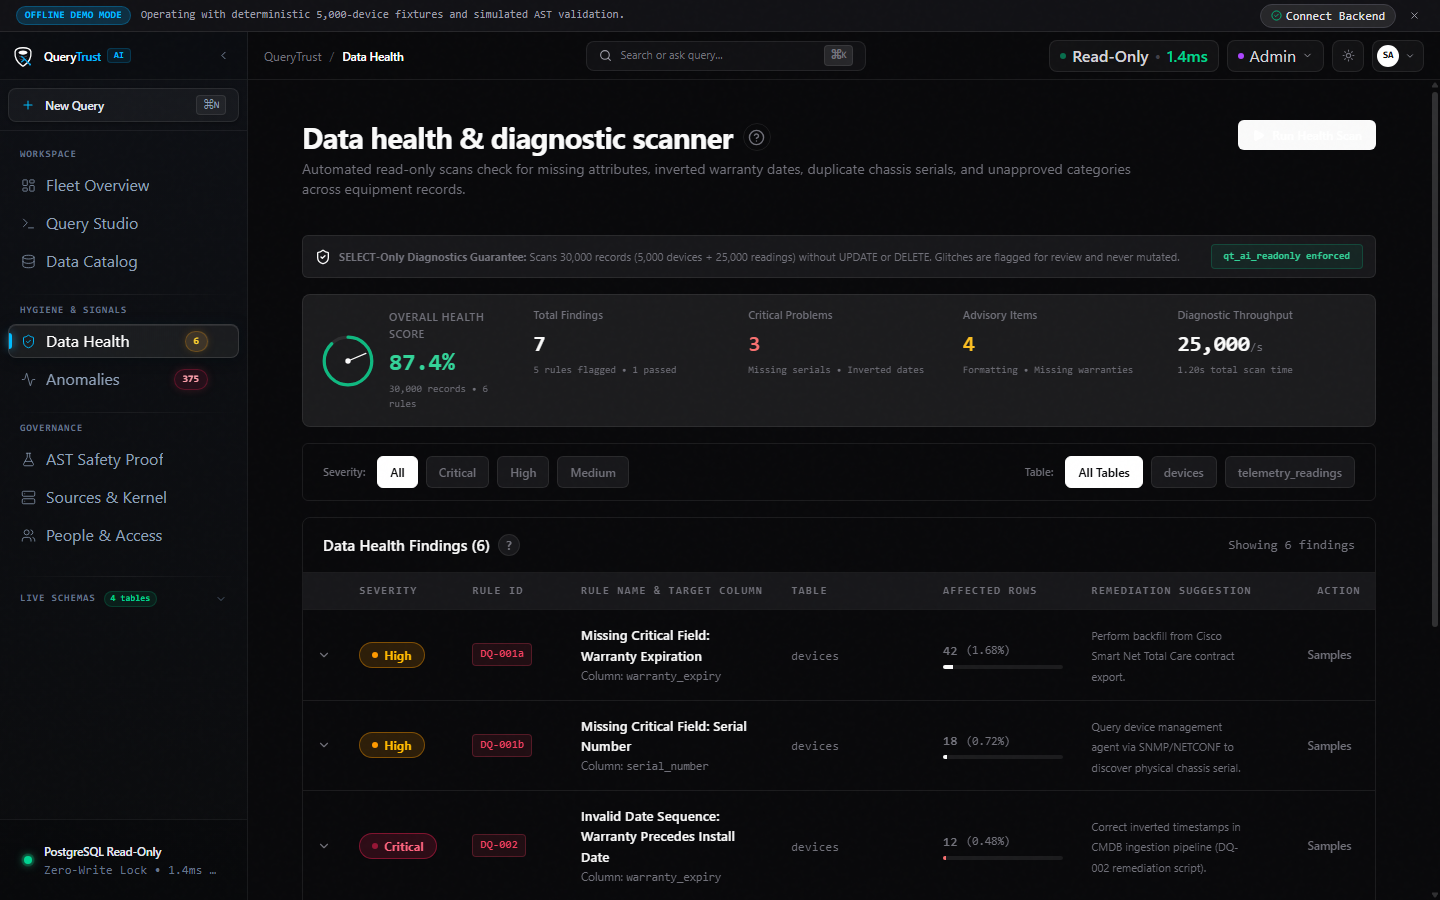 OFFLINE DEMO MODE Operating with deterministic 5,000-device fixtures and simulated AST validation. Connect Backend
QueryTrust AI
QueryTrust / Data Health
Search or ask query... ⌘K
Read-Only • 1.4ms
Admin
SA
New Query ⌘N
WORKSPACE
Fleet Overview
Query Studio
Data Catalog
HYGIENE & SIGNALS
Data Health 6
Anomalies 375
GOVERNANCE
AST Safety Proof
Sources & Kernel
People & Access
LIVE SCHEMAS 4 tables
PostgreSQL Read-Only
Zero-Write Lock • 1.4ms …
Data health & diagnostic scanner ?
Automated read-only scans check for missing attributes, inverted warranty dates, duplicate chassis serials, and unapproved categories
across equipment records.
SELECT-Only Diagnostics Guarantee: Scans 30,000 records (5,000 devices + 25,000 readings) without UPDATE or DELETE. Glitches are flagged for review and never mutated. qt_ai_readonly enforced
OVERALL HEALTH
SCORE
87.4%
30,000 records • 6
rules
Total Findings
7
5 rules flagged • 1 passed
Critical Problems
3
Missing serials • Inverted dates
Advisory Items
4
Formatting • Missing warranties
Diagnostic Throughput
25,000/s
1.20s total scan time
Severity: All Critical High Medium
Table: All Tables devices telemetry_readings
Data Health Findings (6) ?
Showing 6 findings
SEVERITY RULE ID RULE NAME & TARGET COLUMN TABLE AFFECTED ROWS REMEDIATION SUGGESTION ACTION
High
DQ-001a
Missing Critical Field:
Warranty Expiration
Column: warranty_expiry
devices
42 (1.68%)
Perform backfill from Cisco
Smart Net Total Care contract
export.
Samples
High
DQ-001b
Missing Critical Field: Serial
Number
Column: serial_number
devices
18 (0.72%)
Query device management
agent via SNMP/NETCONF to
discover physical chassis serial.
Samples
Critical
DQ-002
Invalid Date Sequence:
Warranty Precedes Install
Date
Column: warranty_expiry
devices
12 (0.48%)
Correct inverted timestamps in
CMDB ingestion pipeline (DQ-
002 remediation script).
Samples